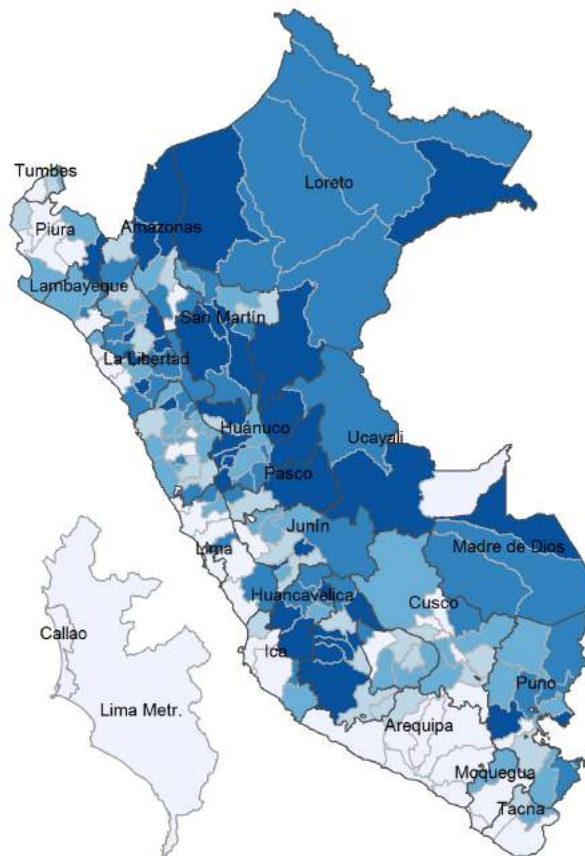 Tumbes
Loreto
Piura
Amazonas
Lambayeque
San Martín
La Libertad
Huánuco
Ucayali
Pasco
Junín
Lima
Madre de Dios
Huancavelica
Cusco
Callao
Ica
Puno
Lima Metr.
Arequipa
Moquegua
Tacna